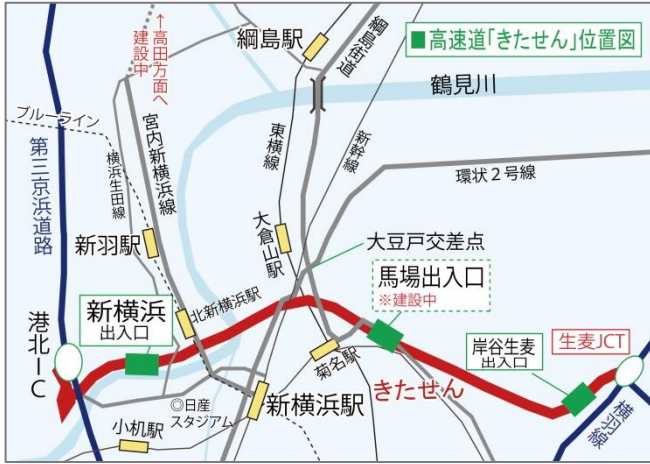 ■高速道「きたせん」位置図
←高田方面へ
建設中
綱島駅
綱島街道
鶴見川
ブルーライン
第三京浜道路
横浜生田線
宮内新横浜線
東横線
新幹線
環状2号線
新羽駅
大倉山駅
大豆戸交差点
馬場出入口
※建設中
港北IC
新横浜
出入口
北新横浜駅
菊名駅
きたせん
岸谷生麦
出入口
生麦JCT
横羽線
◎日産
スタジアム
新横浜駅
小机駅